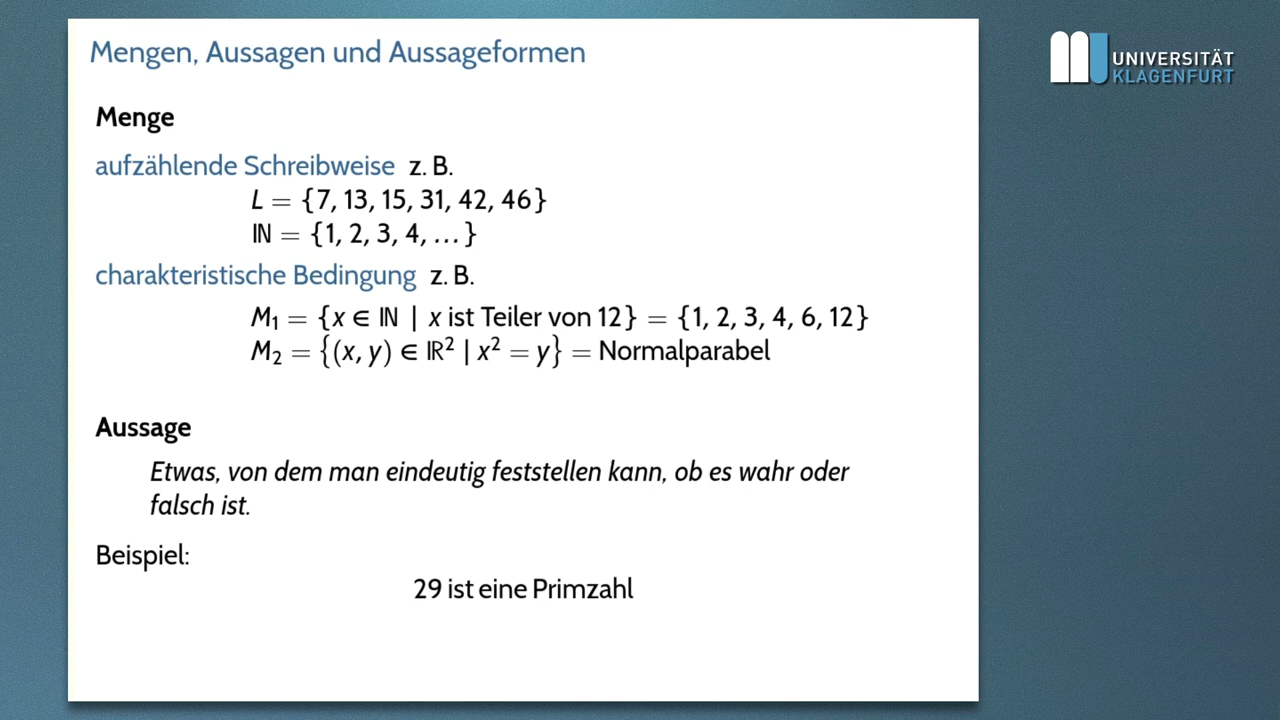 Mengen, Aussagen und Aussageformen
UNIVERSITÄT
KLAGENFURT
Menge
aufzählende Schreibweise z. B.
L = {7, 13, 15, 31, 42, 46}
ℕ = {1, 2, 3, 4, …}
charakteristische Bedingung z. B.
M₁ = {x ∈ ℕ | x ist Teiler von 12} = {1, 2, 3, 4, 6, 12}
M₂ = {(x, y) ∈ ℝ² | x² = y} = Normalparabel
Aussage
Etwas, von dem man eindeutig feststellen kann, ob es wahr oder
falsch ist.
Beispiel:
29 ist eine Primzahl